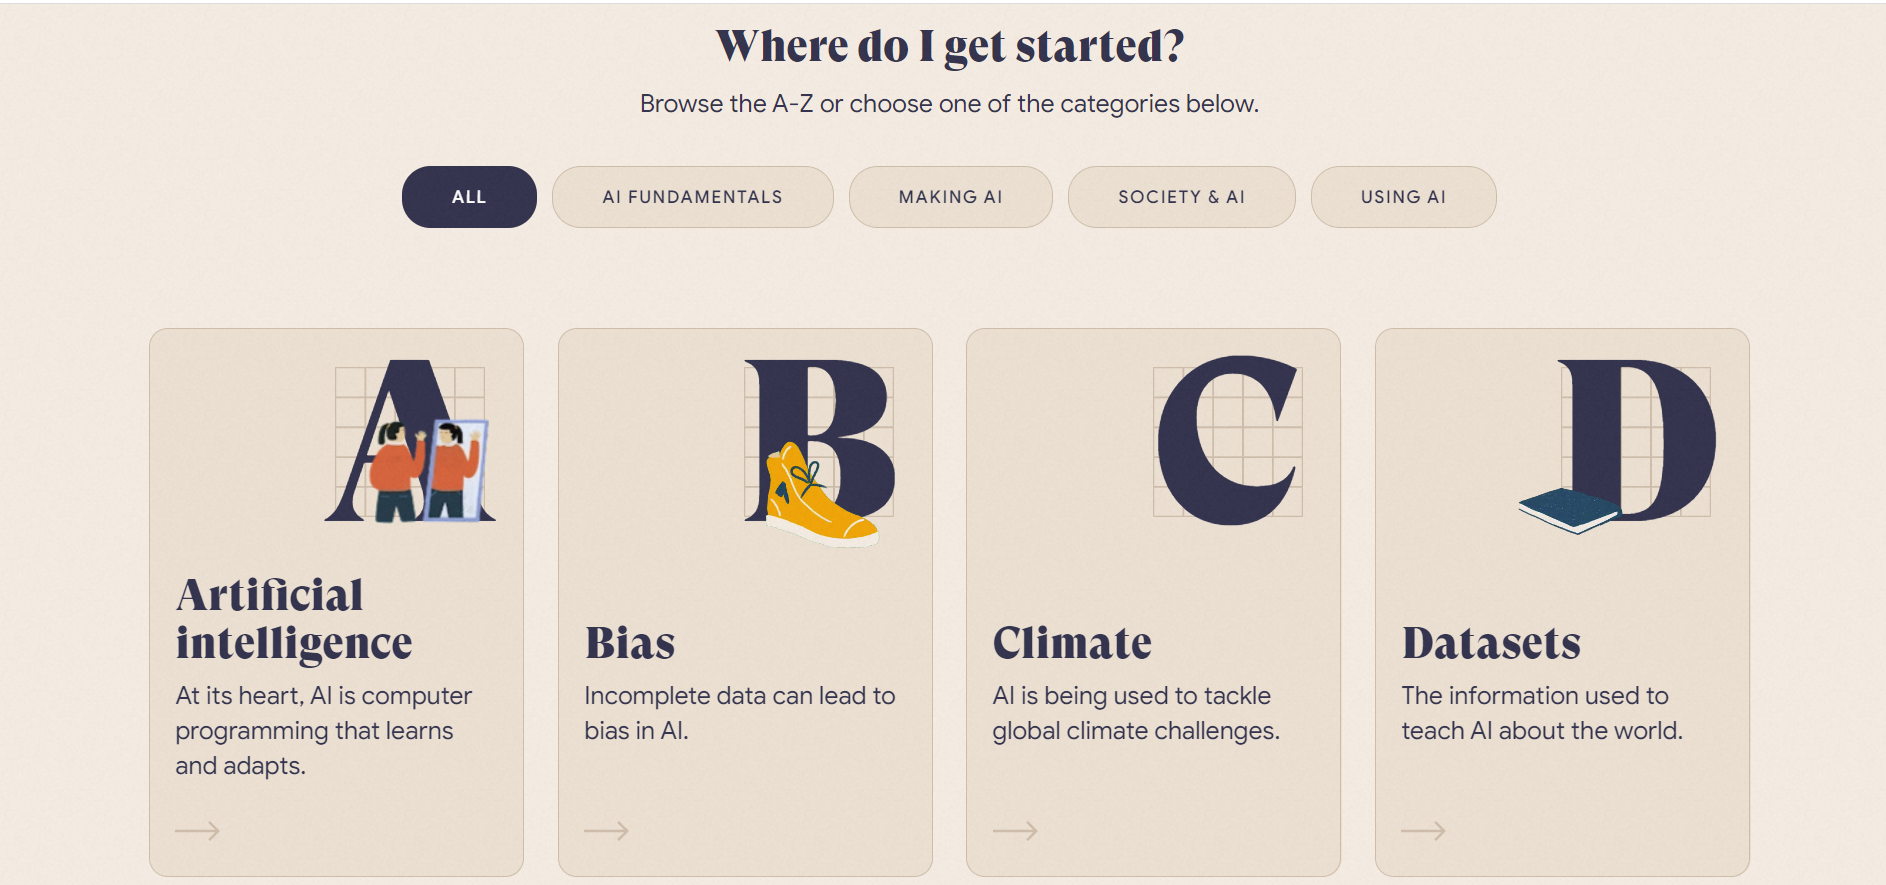 Where do I get started?
Browse the A-Z or choose one of the categories below.
ALL
AI FUNDAMENTALS
MAKING AI
SOCIETY & AI
USING AI
A
Artificial
intelligence
At its heart, AI is computer
programming that learns
and adapts.
B
Bias
Incomplete data can lead to
bias in AI.
C
Climate
AI is being used to tackle
global climate challenges.
D
Datasets
The information used to
teach AI about the world.